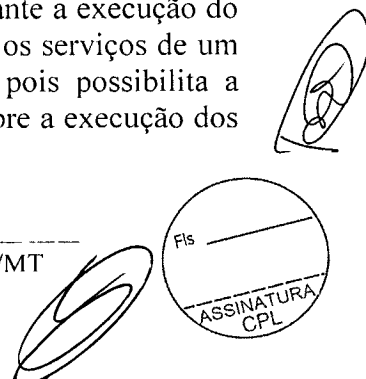 ante a execução do
os serviços de um
pois possibilita a
bre a execução dos
/MT
Fls
ASSINATURA
CPL